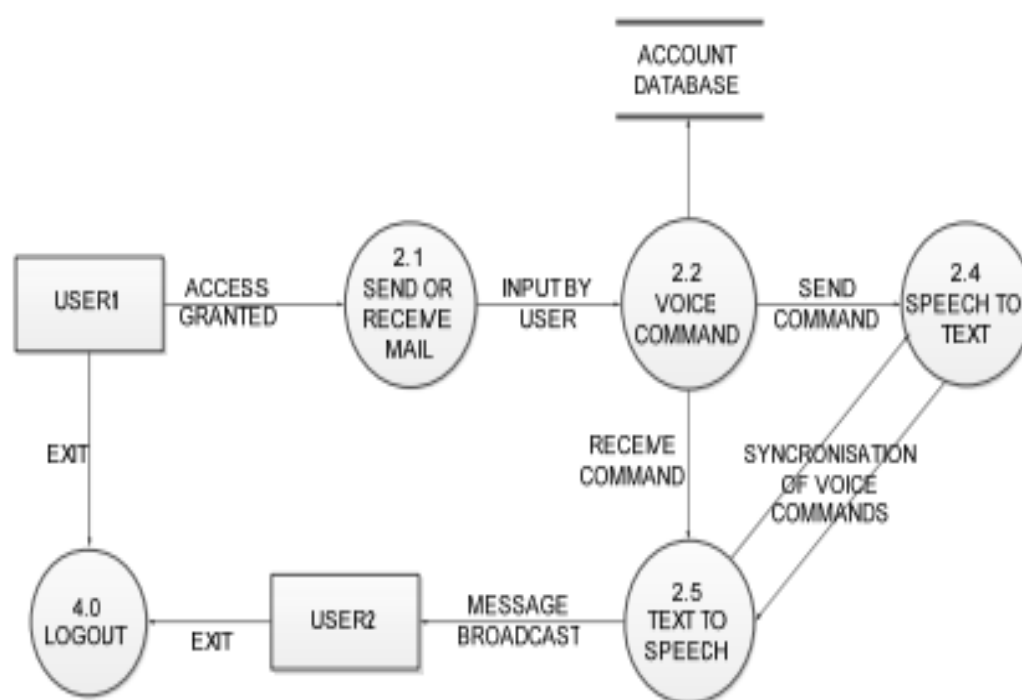 ACCOUNT
DATABASE
USER1
ACCESS
GRANTED
2.1
SEND OR
RECEIVE
MAIL
INPUT BY
USER
2.2
VOICE
COMMAND
SEND
COMMAND
2.4
SPEECH TO
TEXT
EXIT
RECEIVE
COMMAND
SYNCRONISATION
OF VOICE
COMMANDS
4.0
LOGOUT
EXIT
USER2
MESSAGE
BROADCAST
2.5
TEXT TO
SPEECH